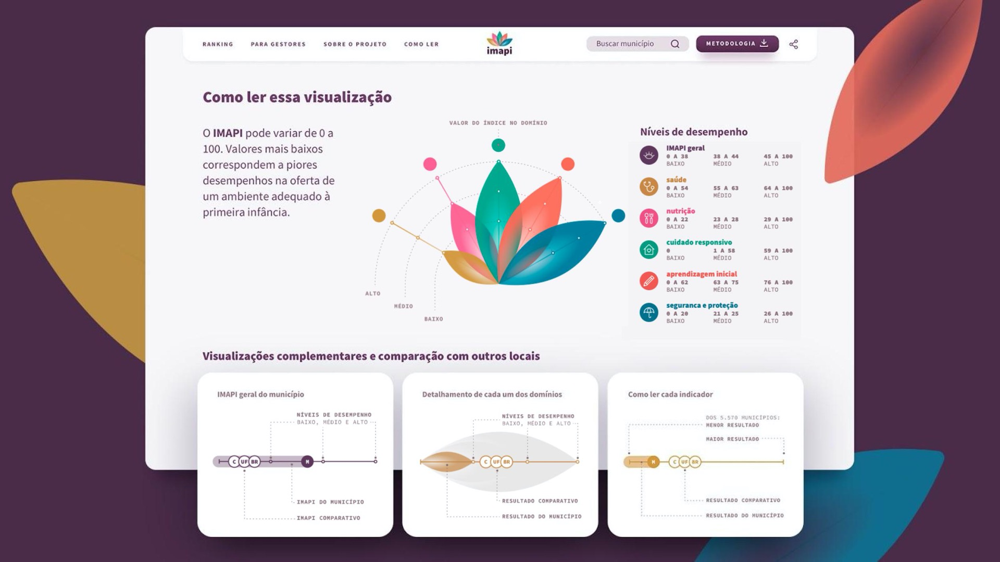 RANKING
PARA GESTORES
SOBRE O PROJETO
COMO LER
imapi
Buscar município
METODOLOGIA
Como ler essa visualização
O IMAPI pode variar de 0 a
100. Valores mais baixos
correspondem a piores
desempenhos na oferta de
um ambiente adequado à
primeira infância.
VALOR DO ÍNDICE NO DOMÍNIO
ALTO
MÉDIO
BAIXO
Níveis de desempenho
IMAPI geral
0 A 38 38 A 44 45 A 100
BAIXO MÉDIO ALTO
saúde
0 A 54 55 A 63 64 A 100
BAIXO MÉDIO ALTO
nutrição
0 A 22 23 A 28 29 A 100
BAIXO MÉDIO ALTO
cuidado responsivo
0 1 A 58 59 A 100
BAIXO MÉDIO ALTO
aprendizagem inicial
0 A 62 63 A 75 76 A 100
BAIXO MÉDIO ALTO
seguranca e proteção
0 A 20 21 A 25 26 A 100
BAIXO MÉDIO ALTO
Visualizações complementares e comparação com outros locais
IMAPI geral do município
NÍVEIS DE DESEMPENHO
BAIXO, MÉDIO E ALTO
C UF BR M
IMAPI DO MUNICÍPIO
IMAPI COMPARATIVO
Detalhamento de cada um dos domínios
NÍVEIS DE DESEMPENHO
BAIXO, MÉDIO E ALTO
C UF BR
RESULTADO COMPARATIVO
RESULTADO DO MUNICÍPIO
Como ler cada indicador
DOS 5.570 MUNICÍPIOS:
MENOR RESULTADO
MAIOR RESULTADO
M C UF BR
RESULTADO COMPARATIVO
RESULTADO DO MUNICÍPIO